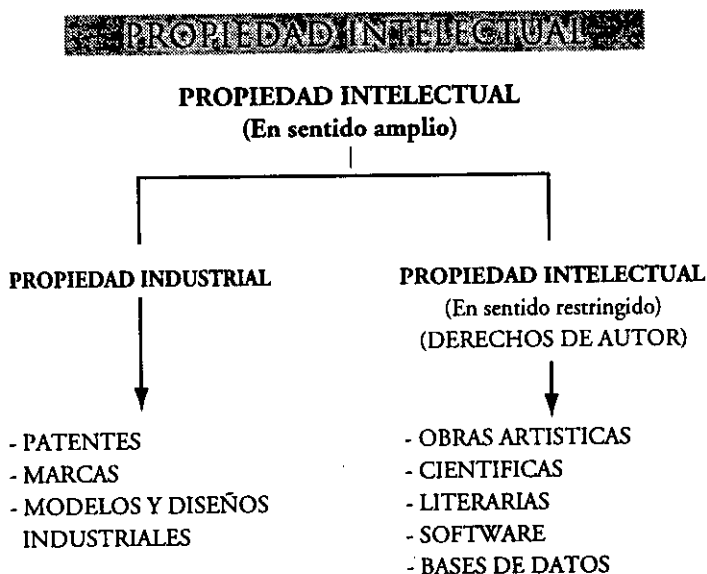 PROPIEDAD INTELECTUAL
PROPIEDAD INTELECTUAL
(En sentido amplio)
PROPIEDAD INDUSTRIAL
- PATENTES
- MARCAS
- MODELOS Y DISEÑOS
INDUSTRIALES
PROPIEDAD INTELECTUAL
(En sentido restringido)
(DERECHOS DE AUTOR)
- OBRAS ARTISTICAS
- CIENTIFICAS
- LITERARIAS
- SOFTWARE
- BASES DE DATOS